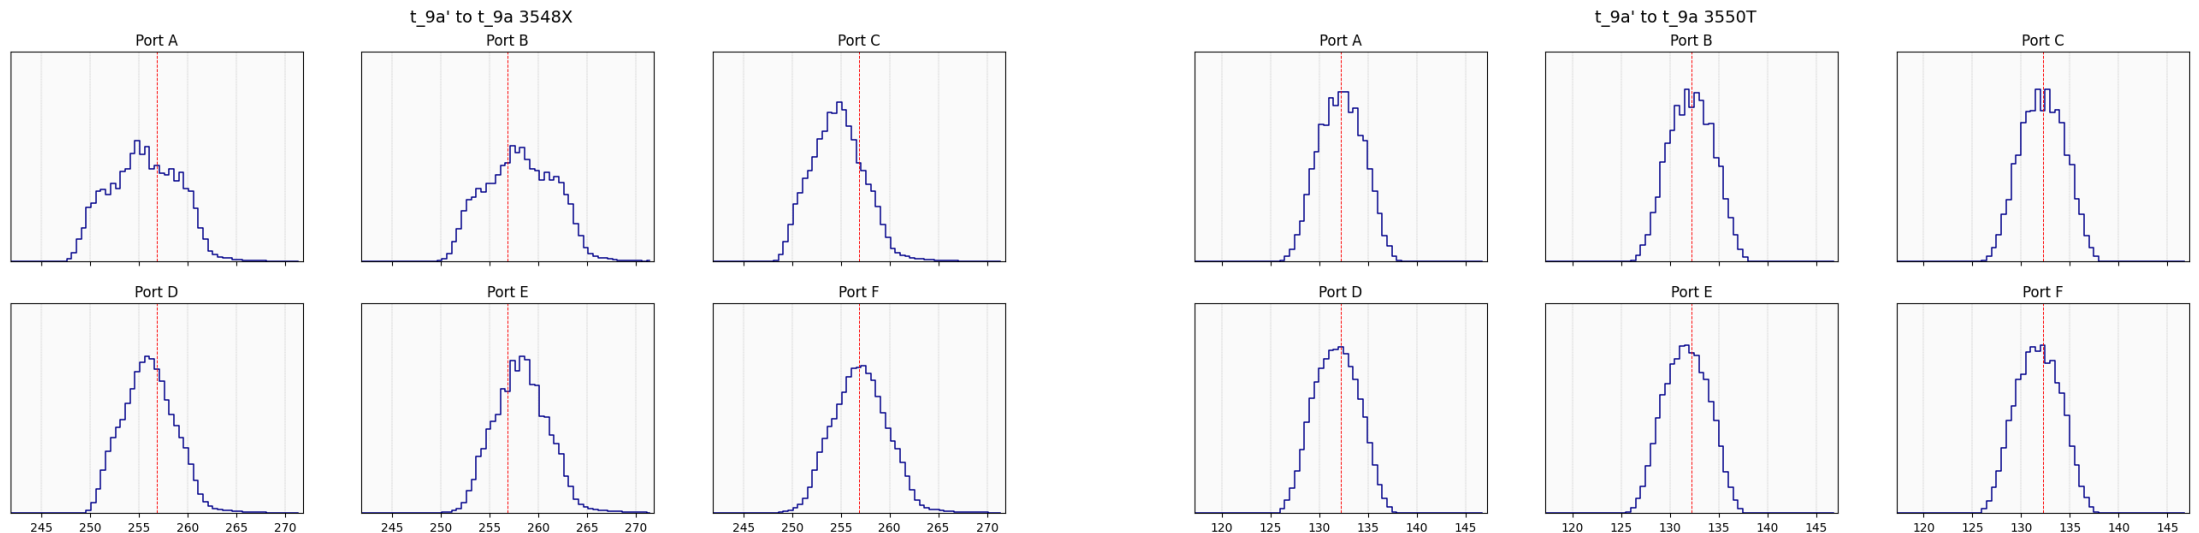 t_9a' to t_9a 3548X
Port A
Port B
Port C
Port D
Port E
Port F
245 250 255 260 265 270
245 250 255 260 265 270
245 250 255 260 265 270
t_9a' to t_9a 3550T
Port A
Port B
Port C
Port D
Port E
Port F
120 125 130 135 140 145
120 125 130 135 140 145
120 125 130 135 140 145